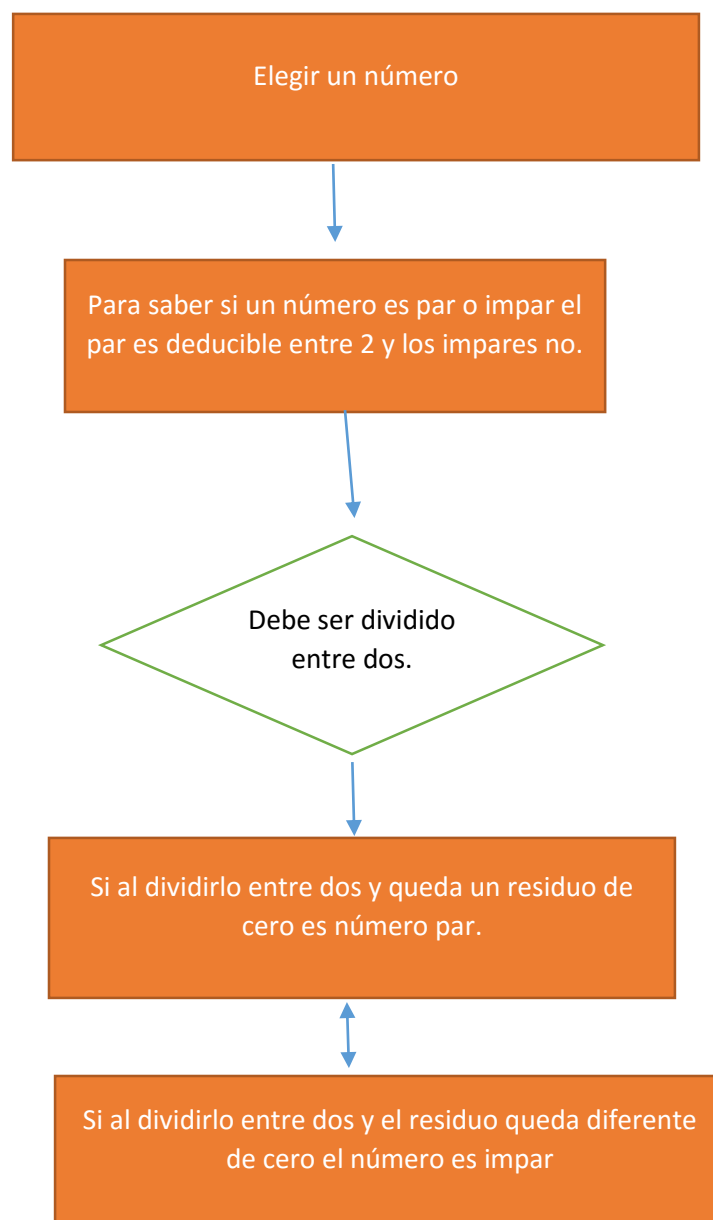 Elegir un número
Para saber si un número es par o impar el
par es deducible entre 2 y los impares no.
Debe ser dividido
entre dos.
Si al dividirlo entre dos y queda un residuo de
cero es número par.
Si al dividirlo entre dos y el residuo queda diferente
de cero el número es impar